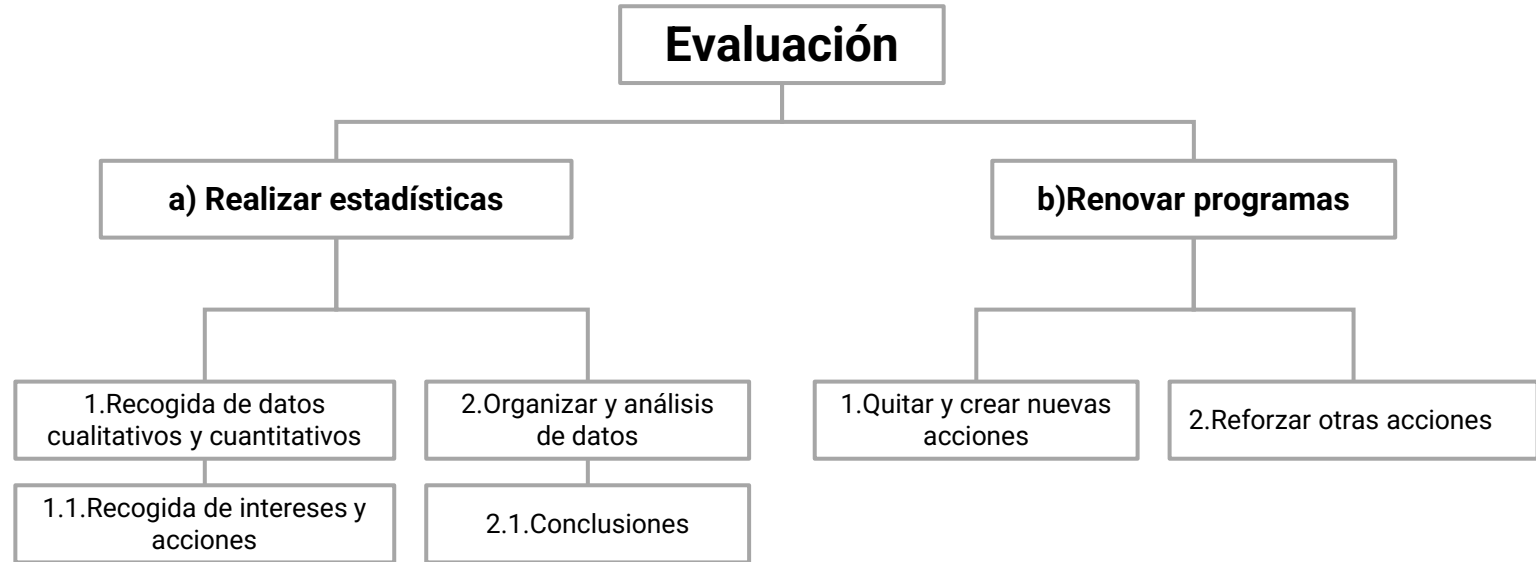 Evaluación
a) Realizar estadísticas
b)Renovar programas
1.Recogida de datos
cualitativos y cuantitativos
2.Organizar y análisis
de datos
1.Quitar y crear nuevas
acciones
2.Reforzar otras acciones
1.1.Recogida de intereses y
acciones
2.1.Conclusiones